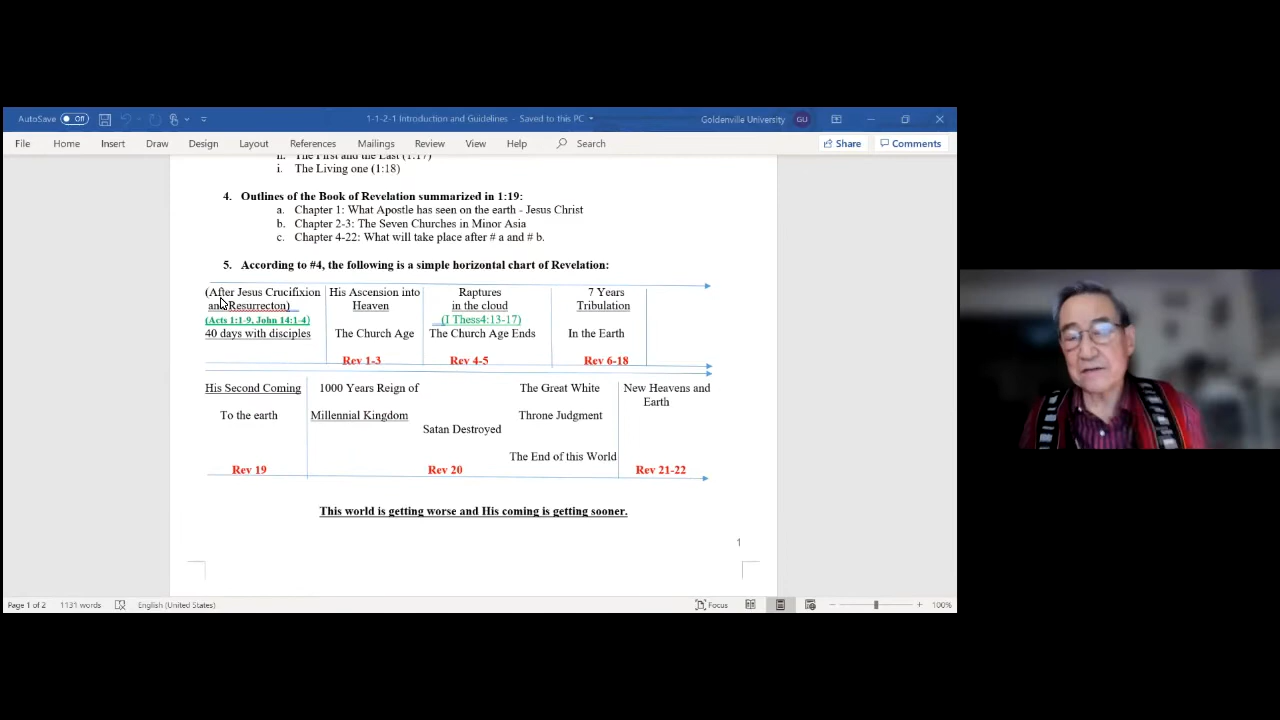 AutoSave Off
1-1-2-1 Introduction and Guidelines - Saved to this PC
Goldenville University GU
File Home Insert Draw Design Layout References Mailings Review View Help Search Share Comments
The First and the Last (1:17)
i. The Living one (1:18)
4. Outlines of the Book of Revelation summarized in 1:19:
a. Chapter 1: What Apostle has seen on the earth - Jesus Christ
b. Chapter 2-3: The Seven Churches in Minor Asia
c. Chapter 4-22: What will take place after # a and # b.
5. According to #4, the following is a simple horizontal chart of Revelation:
(After Jesus Crucifixion
and Resurrecton)
(Acts 1:1-9, John 14:1-4)
40 days with disciples
His Ascension into
Heaven
The Church Age
Rev 1-3
Raptures
in the cloud
(I Thess4:13-17)
The Church Age Ends
Rev 4-5
7 Years
Tribulation
In the Earth
Rev 6-18
His Second Coming
To the earth
Rev 19
1000 Years Reign of
Millennial Kingdom
Satan Destroyed
Rev 20
The Great White
Throne Judgment
The End of this World
New Heavens and
Earth
Rev 21-22
This world is getting worse and His coming is getting sooner.
1
Page 1 of 2 1131 words English (United States) Focus 100%